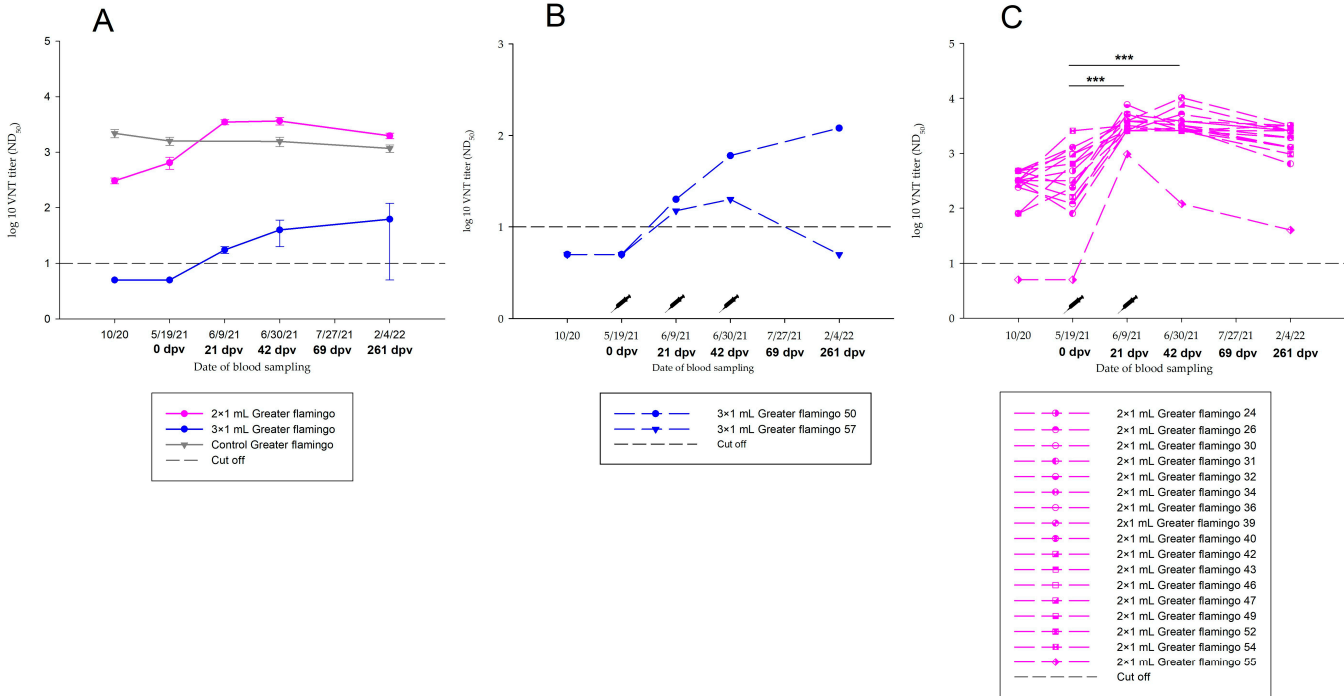 A
log 10 VNT titer (ND50)
5
4
3
2
1
0
10/20
5/19/21
6/9/21
6/30/21
7/27/21
2/4/22
0 dpv
21 dpv
42 dpv
69 dpv
261 dpv
Date of blood sampling
2×1 mL Greater flamingo
3×1 mL Greater flamingo
Control Greater flamingo
Cut off
B
log 10 VNT titer (ND50)
3
2
1
0
10/20
5/19/21
6/9/21
6/30/21
7/27/21
2/4/22
0 dpv
21 dpv
42 dpv
69 dpv
261 dpv
Date of blood sampling
3×1 mL Greater flamingo 50
3×1 mL Greater flamingo 57
Cut off
C
log 10 VNT titer (ND50)
5
4
3
2
1
0
***
***
10/20
5/19/21
6/9/21
6/30/21
7/27/21
2/4/22
0 dpv
21 dpv
42 dpv
69 dpv
261 dpv
Date of blood sampling
2×1 mL Greater flamingo 24
2×1 mL Greater flamingo 26
2×1 mL Greater flamingo 30
2×1 mL Greater flamingo 31
2×1 mL Greater flamingo 32
2×1 mL Greater flamingo 34
2×1 mL Greater flamingo 36
2x1 mL Greater flamingo 39
2×1 mL Greater flamingo 40
2×1 mL Greater flamingo 42
2×1 mL Greater flamingo 43
2×1 mL Greater flamingo 46
2×1 mL Greater flamingo 47
2×1 mL Greater flamingo 49
2×1 mL Greater flamingo 52
2×1 mL Greater flamingo 54
2×1 mL Greater flamingo 55
Cut off